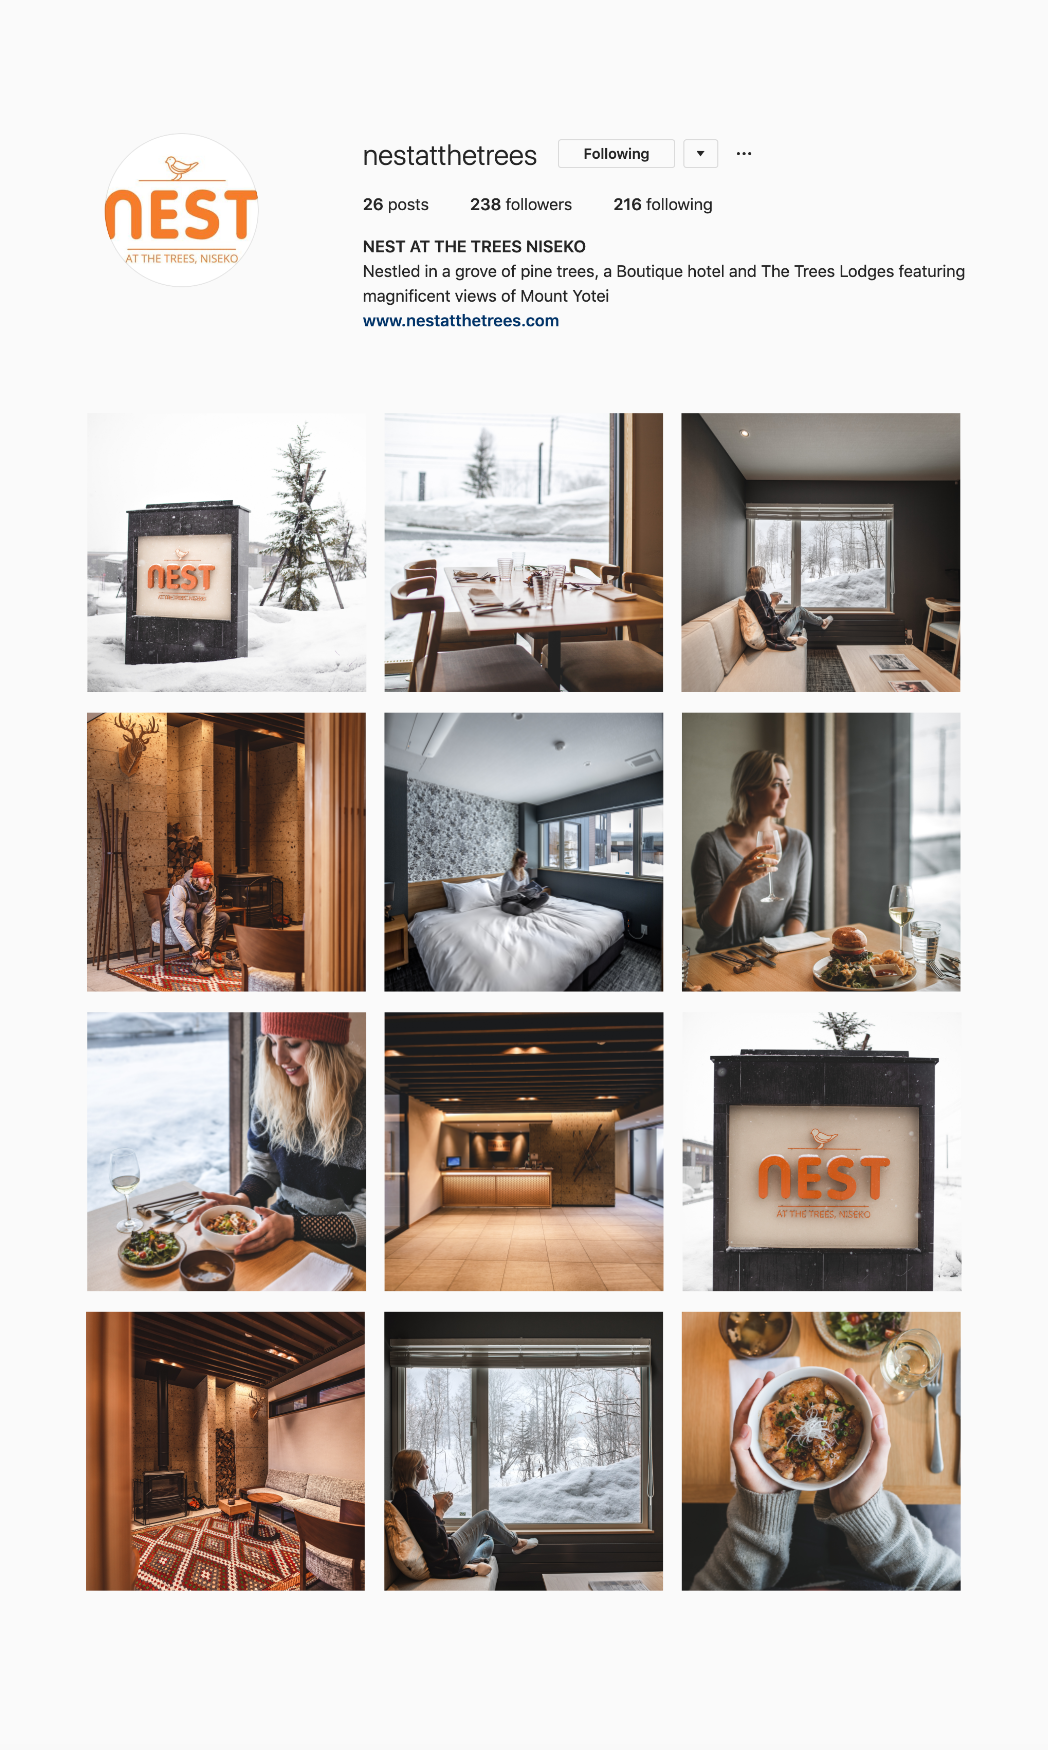 NEST
AT THE TREES, NISEKO
nestatthetrees
Following
26 posts 238 followers 216 following
NEST AT THE TREES NISEKO
Nestled in a grove of pine trees, a Boutique hotel and The Trees Lodges featuring
magnificent views of Mount Yotei
www.nestatthetrees.com
NEST
AT THE TREES, NISEKO
NEST
AT THE TREES, NISEKO